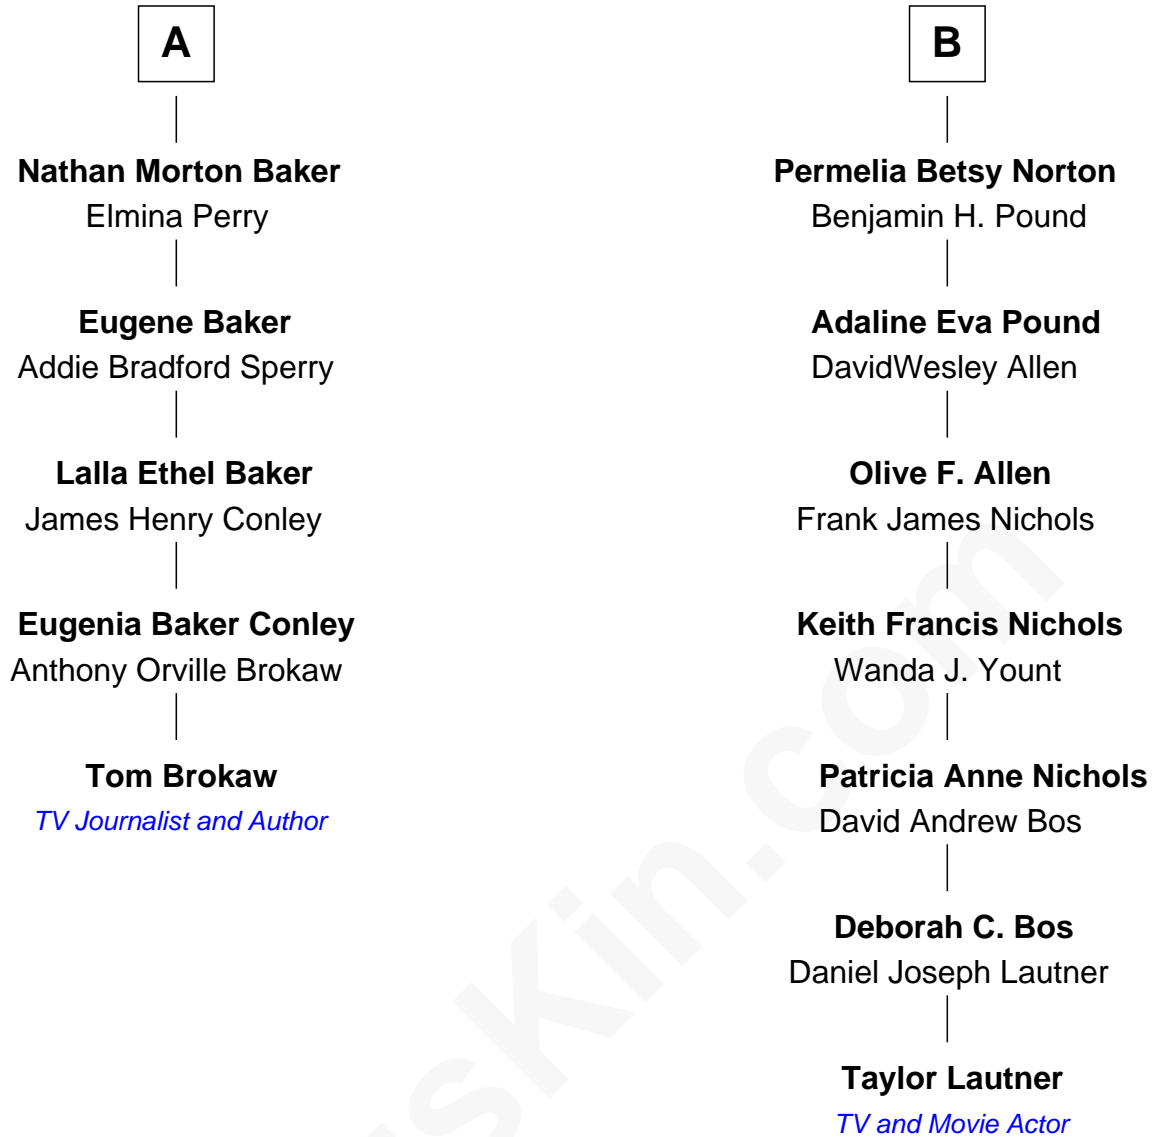 A
Nathan Morton Baker
Elmina Perry
Eugene Baker
Addie Bradford Sperry
Lalla Ethel Baker
James Henry Conley
Eugenia Baker Conley
Anthony Orville Brokaw
Tom Brokaw
TV Journalist and Author
B
Permelia Betsy Norton
Benjamin H. Pound
Adaline Eva Pound
DavidWesley Allen
Olive F. Allen
Frank James Nichols
Keith Francis Nichols
Wanda J. Yount
Patricia Anne Nichols
David Andrew Bos
Deborah C. Bos
Daniel Joseph Lautner
Taylor Lautner
TV and Movie Actor